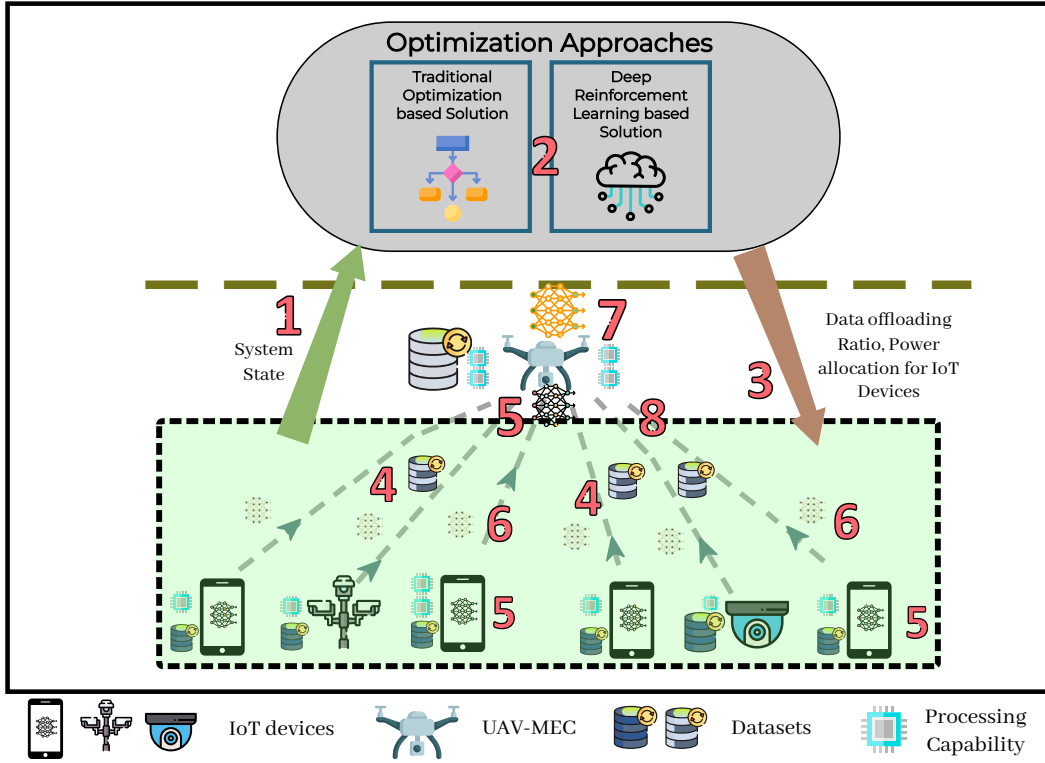 Optimization Approaches
Traditional
Optimization
based Solution
Deep
Reinforcement
Learning based
Solution
2
1
System
State
7
3
Data offloading
Ratio, Power
allocation for IoT
Devices
5
8
4
4
6
6
5
5
IoT devices
UAV-MEC
Datasets
Processing
Capability